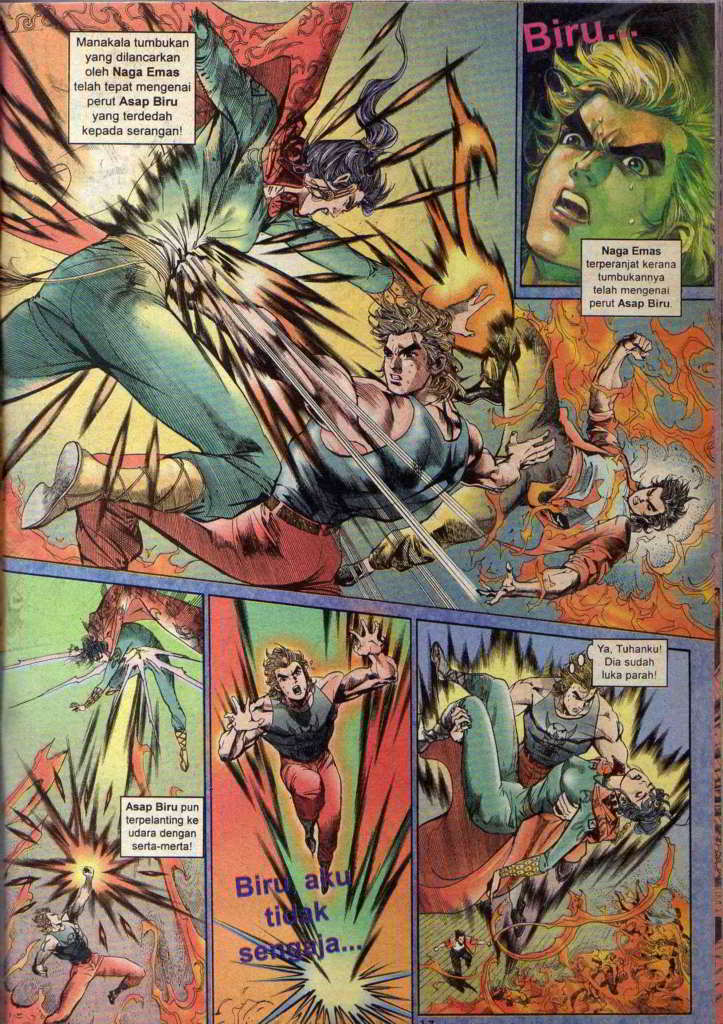 Manakala tumbukan
yang dilancarkan
oleh Naga Emas
telah tepat mengenai
perut Asap Biru
yang terdedah
kepada serangan!
Biru...
Naga Emas
terperanjat kerana
tumbukannya
telah mengenai
perut Asap Biru.
Asap Biru pun
terpelanting ke
udara dengan
serta-merta!
Biru, aku
tidak
sengaja...
Ya, Tuhanku!
Dia sudah
luka parah!